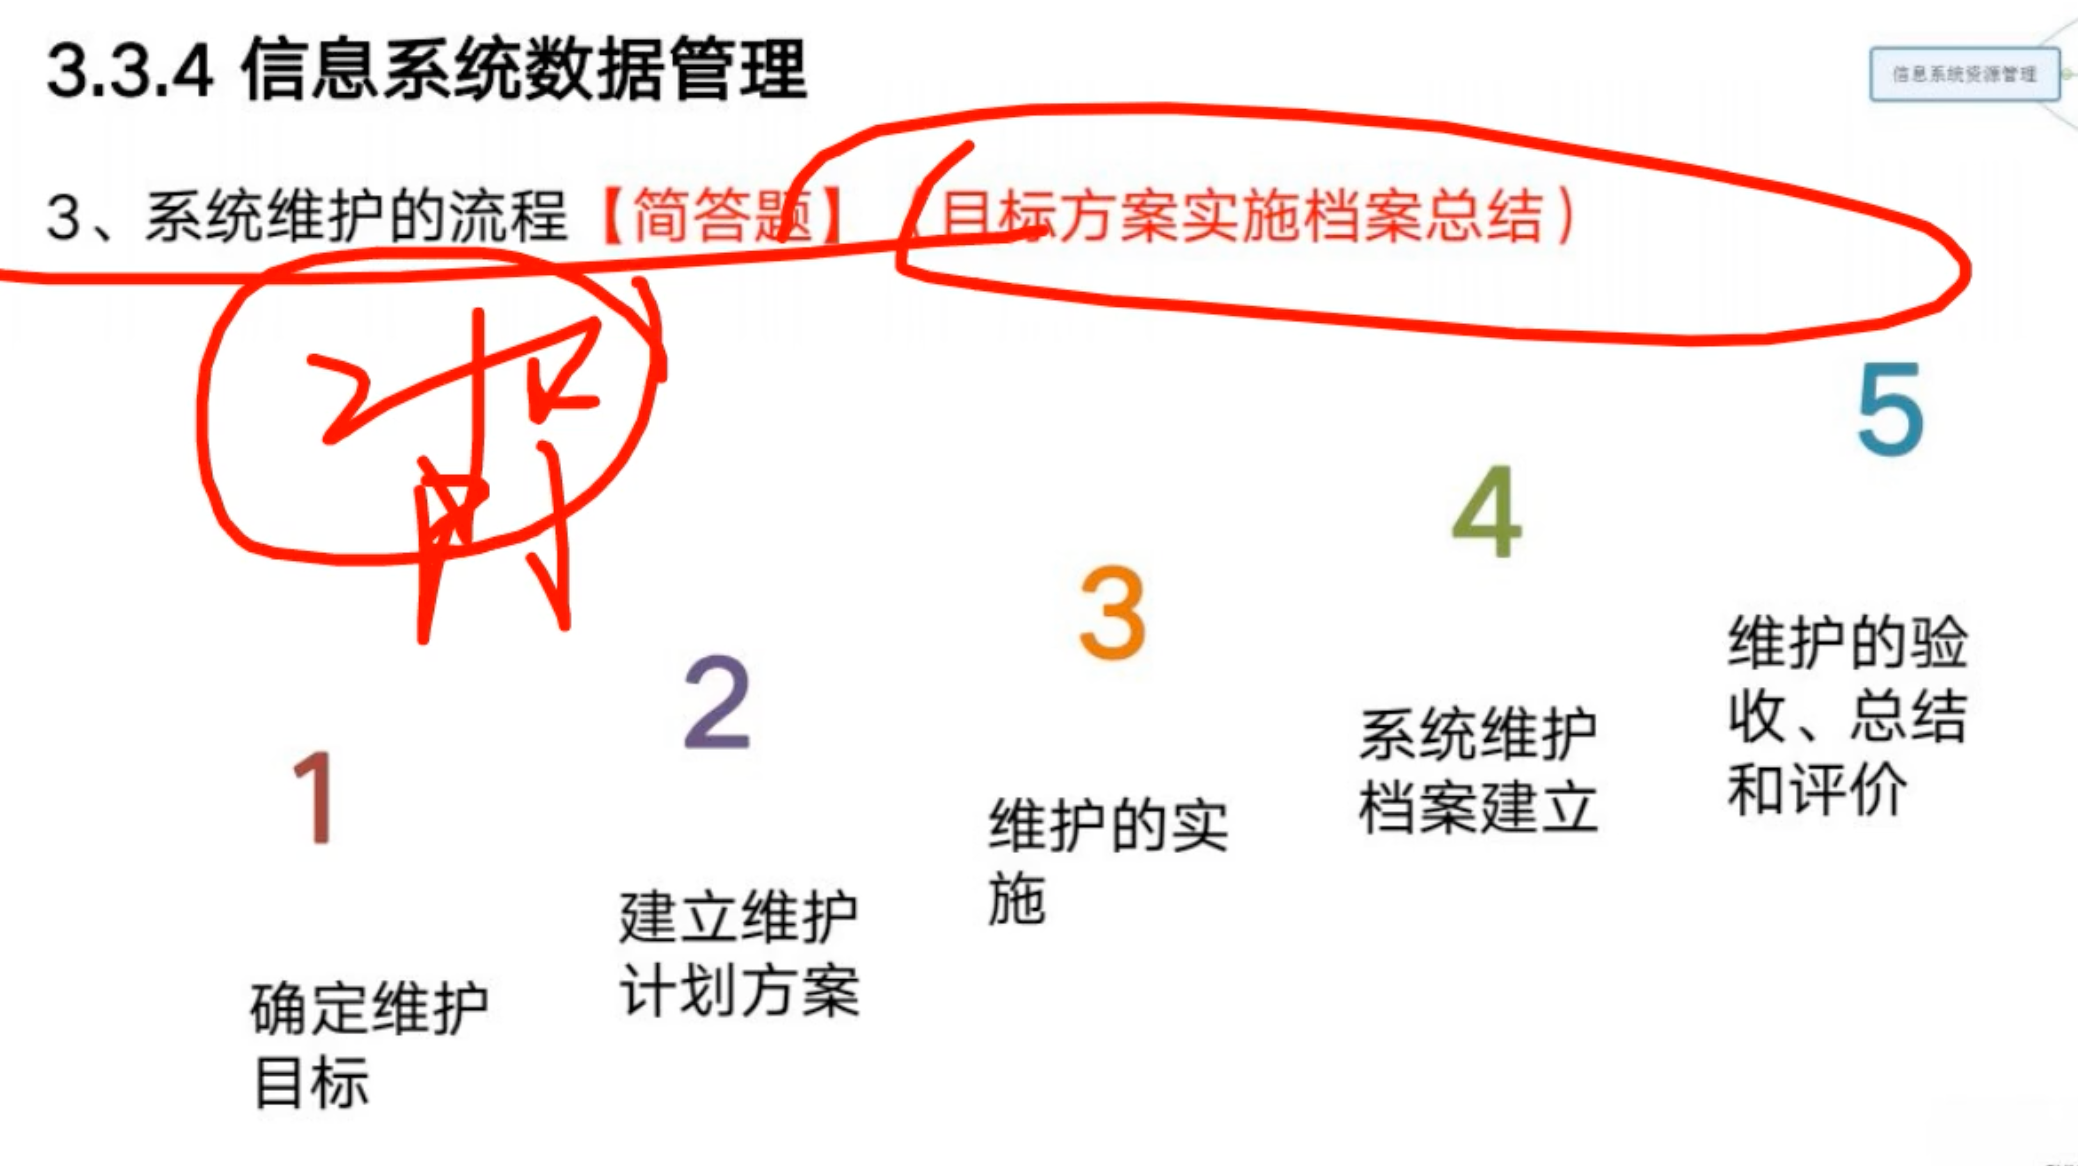 3.3.4 信息系统数据管理
信息系统资源管理
3、系统维护的流程【简答题】（目标方案实施档案总结）
1
确定维护
目标
2
建立维护
计划方案
3
维护的实
施
4
系统维护
档案建立
5
维护的验
收、总结
和评价